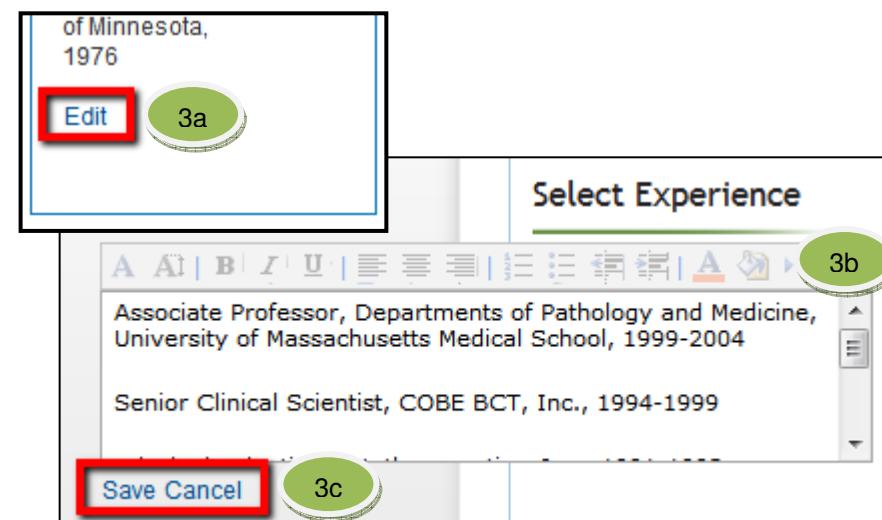 of Minnesota,
1976
Edit
3a
Select Experience
3b
Associate Professor, Departments of Pathology and Medicine,
University of Massachusetts Medical School, 1999-2004
Senior Clinical Scientist, COBE BCT, Inc., 1994-1999
Save Cancel
3c